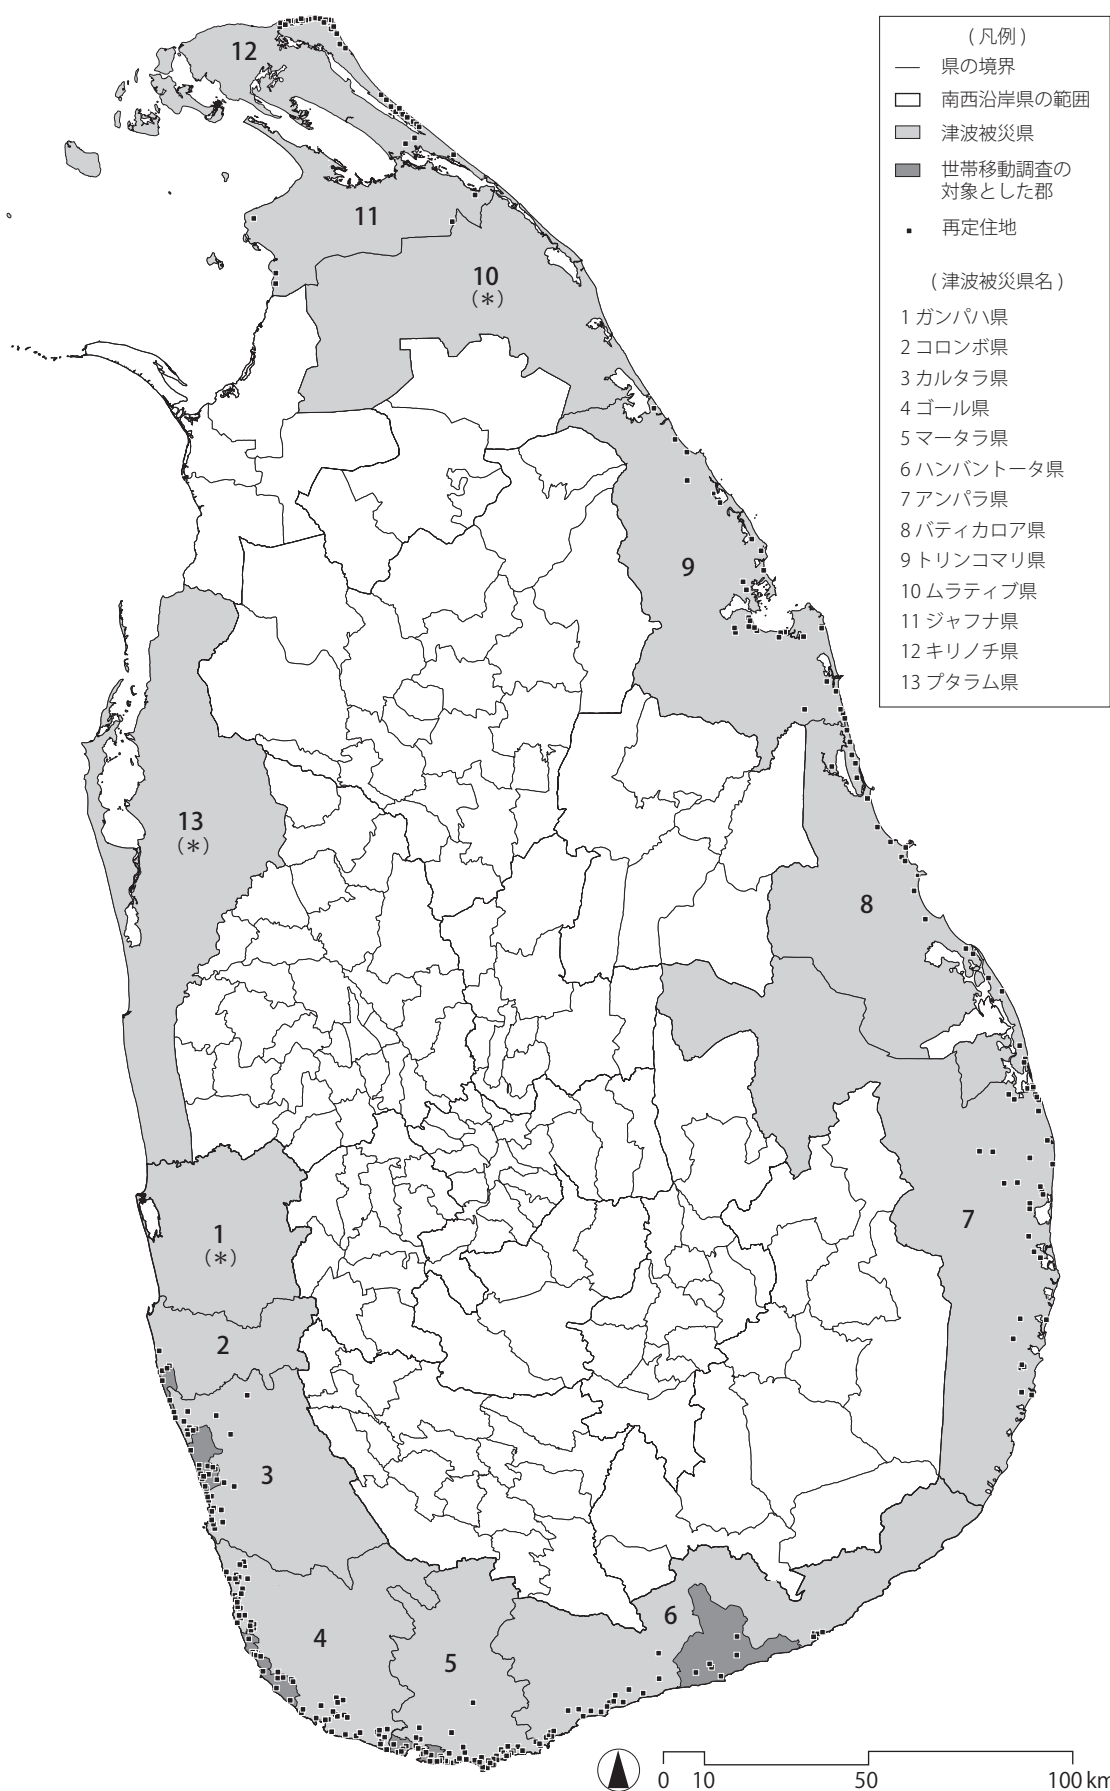 （凡例）
県の境界
南西沿岸県の範囲
津波被災県
世帯移動調査の
対象とした郡
再定住地
（津波被災県名）
1 ガンパハ県
2 コロンボ県
3 カルタラ県
4 ゴール県
5 マータラ県
6 ハンバントータ県
7 アンパラ県
8 バティカロア県
9 トリンコマリ県
10 ムラティブ県
11 ジャフナ県
12 キリノチ県
13 プタラム県
12
11
10
（＊）
9
13
（＊）
8
7
1
（＊）
2
3
6
4
5
0 10 50 100 km